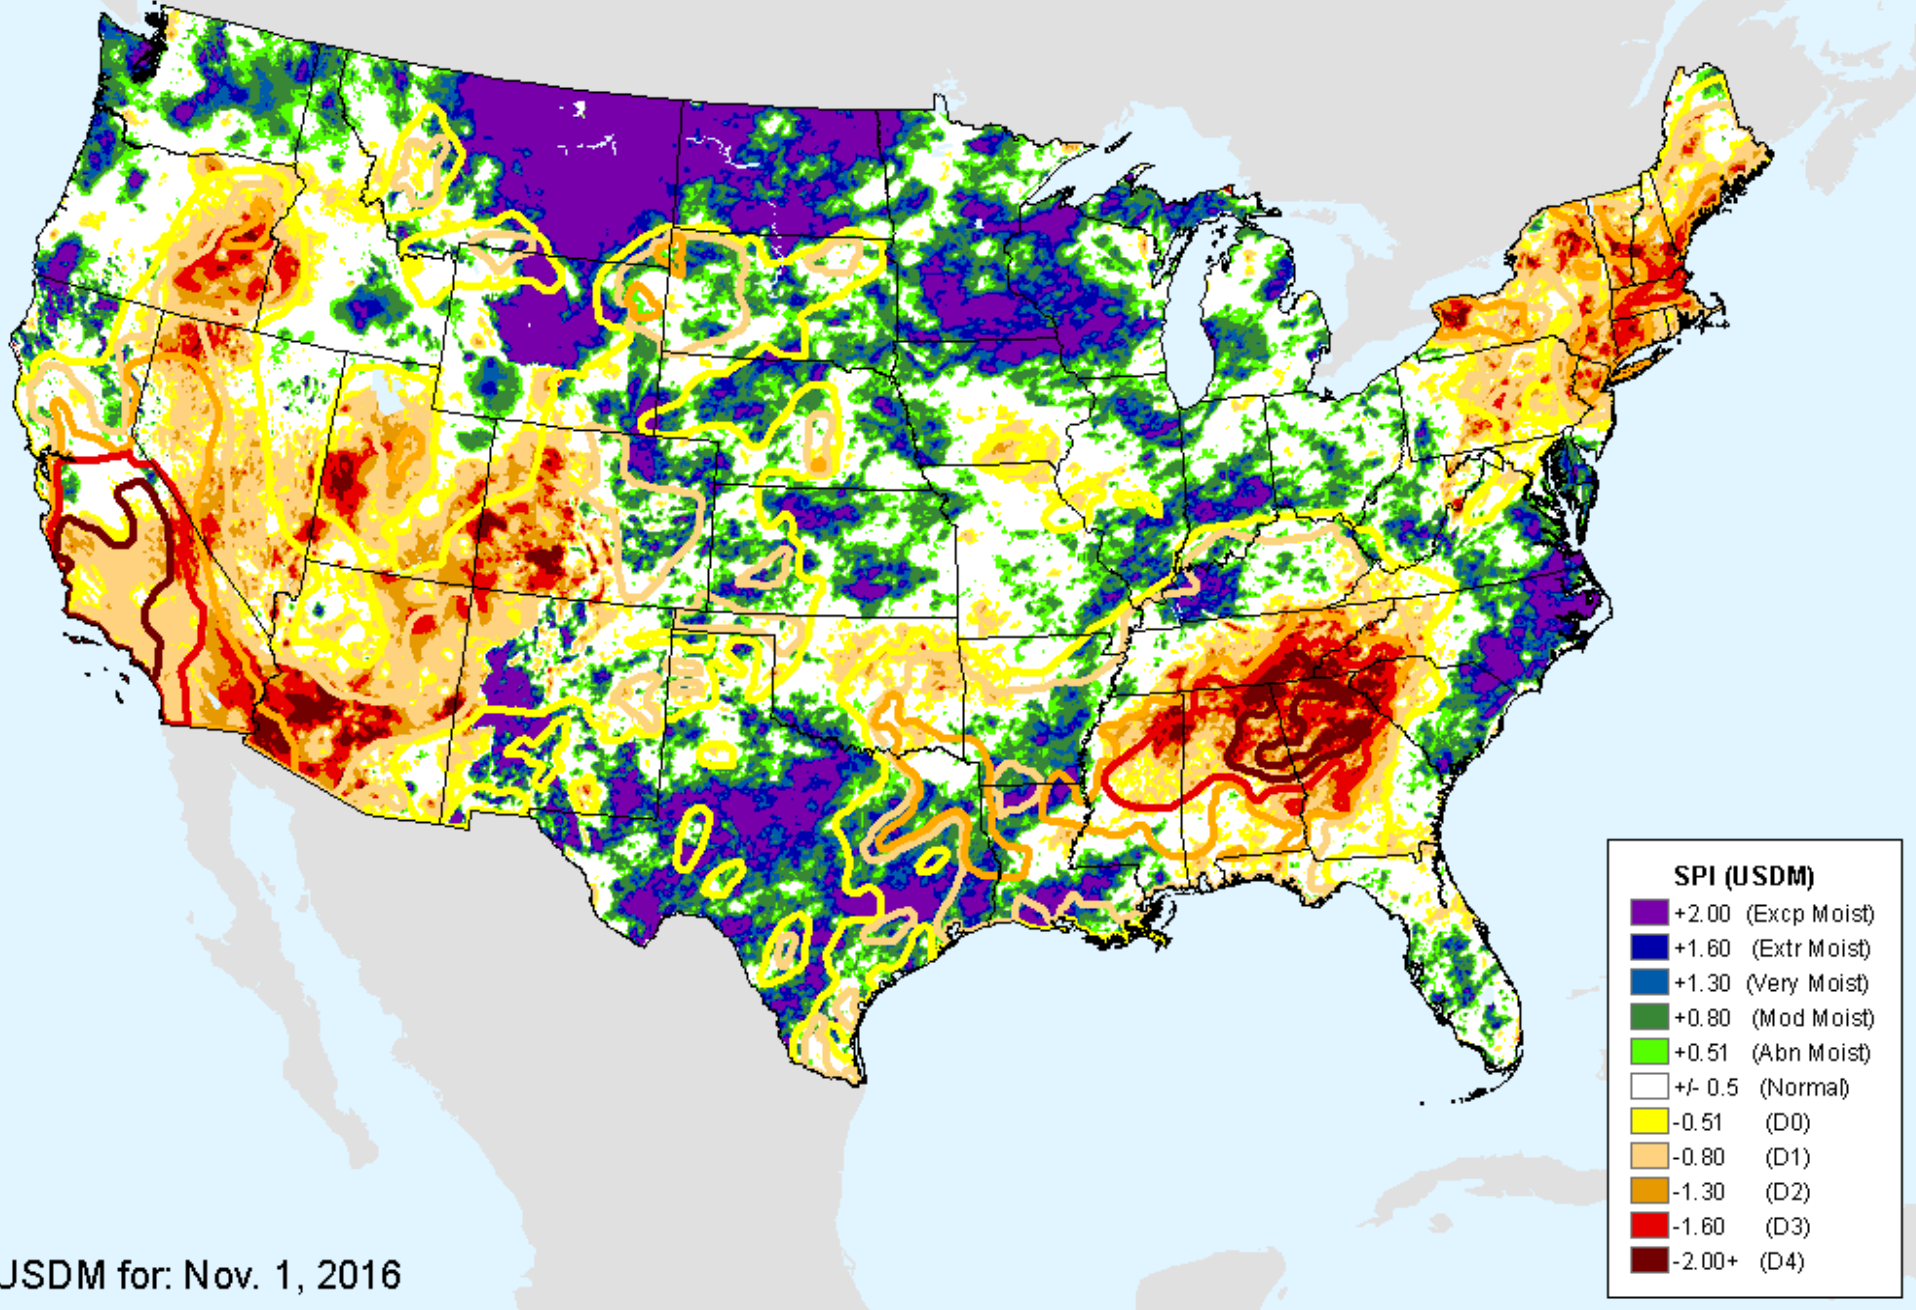 SPI (USDM)
+2.00 (Excp Moist)
+1.60 (Extr Moist)
+1.30 (Very Moist)
+0.80 (Mod Moist)
+0.51 (Abn Moist)
+/- 0.5 (Normal)
-0.51 (D0)
-0.80 (D1)
-1.30 (D2)
-1.60 (D3)
-2.00+ (D4)
USDM for: Nov. 1, 2016